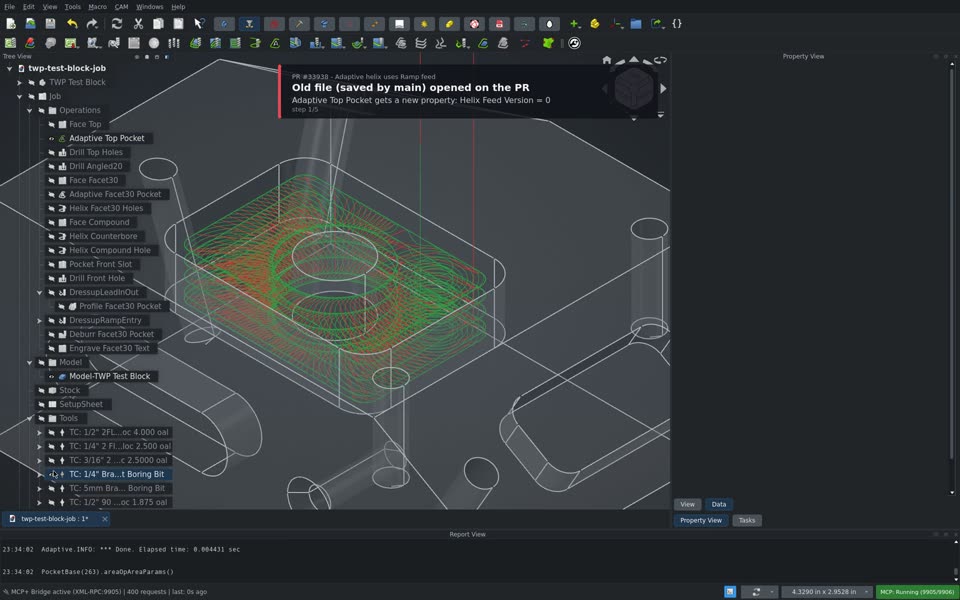 File Edit View Tools Macro CAM Windows Help
Tree View
Property View
twp-test-block-job
TWP Test Block
Job
Operations
Face Top
Adaptive Top Pocket
Drill Top Holes
Drill Angled20
Face Facet30
Adaptive Facet30 Pocket
Helix Facet30 Holes
Face Compound
Helix Counterbore
Helix Compound Hole
Pocket Front Slot
Drill Front Hole
DressupLeadInOut
Profile Facet30 Pocket
DressupRampEntry
Deburr Facet30 Pocket
Engrave Facet30 Text
Model
Model-TWP Test Block
Stock
SetupSheet
Tools
TC: 1/2" 2FL...oc 4.000 oal
TC: 1/4" 2 Fl...loc 2.500 oal
TC: 3/16" 2 ...c 2.5000 oal
TC: 1/4" Bra...t Boring Bit
TC: 5mm Bra... Boring Bit
TC: 1/2" 90 ...oc 1.875 oal
PR #33938 - Adaptive helix uses Ramp feed
Old file (saved by main) opened on the PR
Adaptive Top Pocket gets a new property: Helix Feed Version = 0
step 1/5
View Data
Property View Tasks
twp-test-block-job : 1*
Report View
23:34:02 Adaptive.INFO: *** Done. Elapsed time: 0.004431 sec
23:34:02 PocketBase(263).areaOpAreaParams()
MCP+ Bridge active (XML-RPC:9905) | 400 requests | last: 0s ago
4.3290 in x 2.9528 in
MCP: Running (9905/9906)